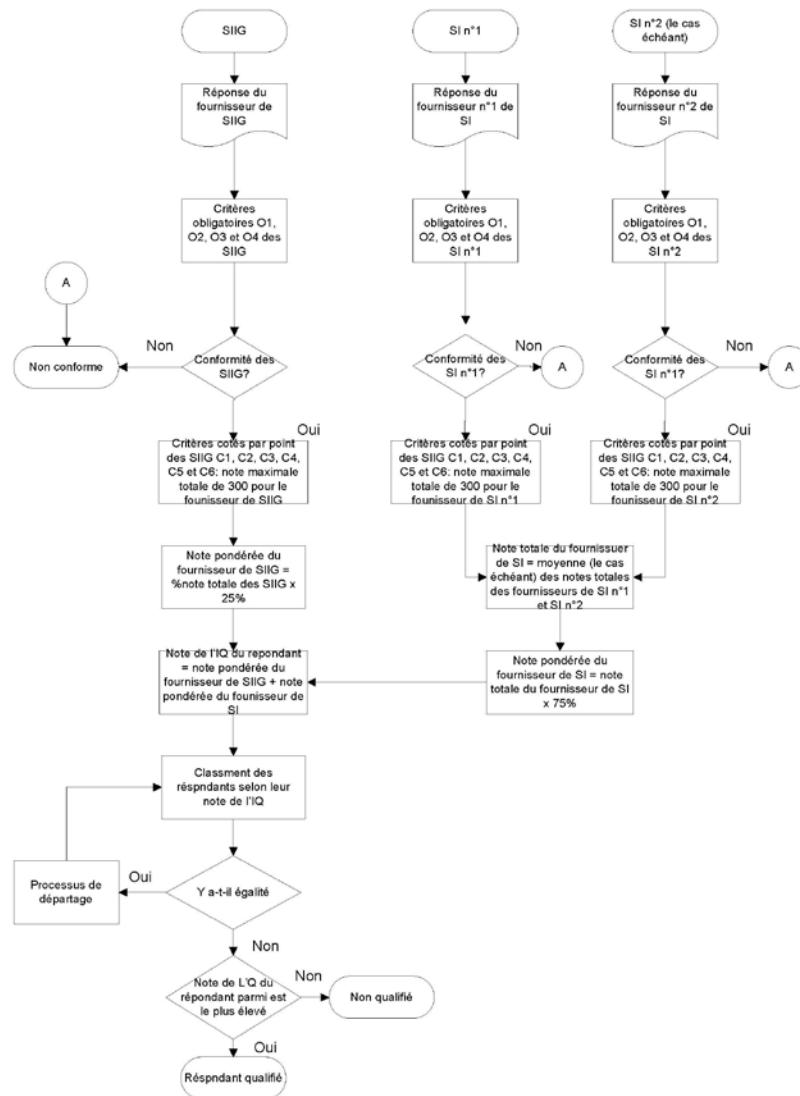 SIIG
SI n°1
SI n°2 (le cas
échéant)
Réponse du
fournisseur de
SIIG
Réponse du
fournisseur n°1 de
SI
Réponse du
fournisseur n°2 de
SI
Critères
obligatoires O1,
O2, O3 et O4 des
SIIG
Critères
obligatoires O1,
O2, O3 et O4 des
SI n°1
Critères
obligatoires O1,
O2, O3 et O4 des
SI n°2
A
Non conforme
Non
Conformité des
SIIG?
Oui
Conformité des
SI n°1?
Non
A
Oui
Conformité des
SI n°1?
Non
A
Oui
Critères cotés par point
des SIIG C1, C2, C3, C4,
C5 et C6: note maximale
totale de 300 pour le
founisseur de SIIG
Critères cotés par point
des SIIG C1, C2, C3, C4,
C5 et C6: note maximale
totale de 300 pour le
founisseur de SI n°1
Critères cotés par point
des SIIG C1, C2, C3, C4,
C5 et C6: note maximale
totale de 300 pour le
founisseur de SI n°2
Note pondérée du
fournisseur de SIIG =
%note totale des SIIG x
25%
Note totale du fournissuer
de SI = moyenne (le cas
échéant) des notes totales
des fournisseurs de SI n°1
et SI n°2
Note de l'IQ du repondant
= note pondérée du
fournisseur de SIIG + note
pondérée du founisseur de
SI
Note pondérée du
fournisseur de SI = note
totale du fournisseur de SI
x 75%
Classment des
réspndants selon leur
note de l'IQ
Processus de
départage
Oui
Y a-t-il égalité
Non
Note de L'Q du
répondant parmi est
le plus élevé
Non
Non qualifié
Oui
Réspndant qualifié